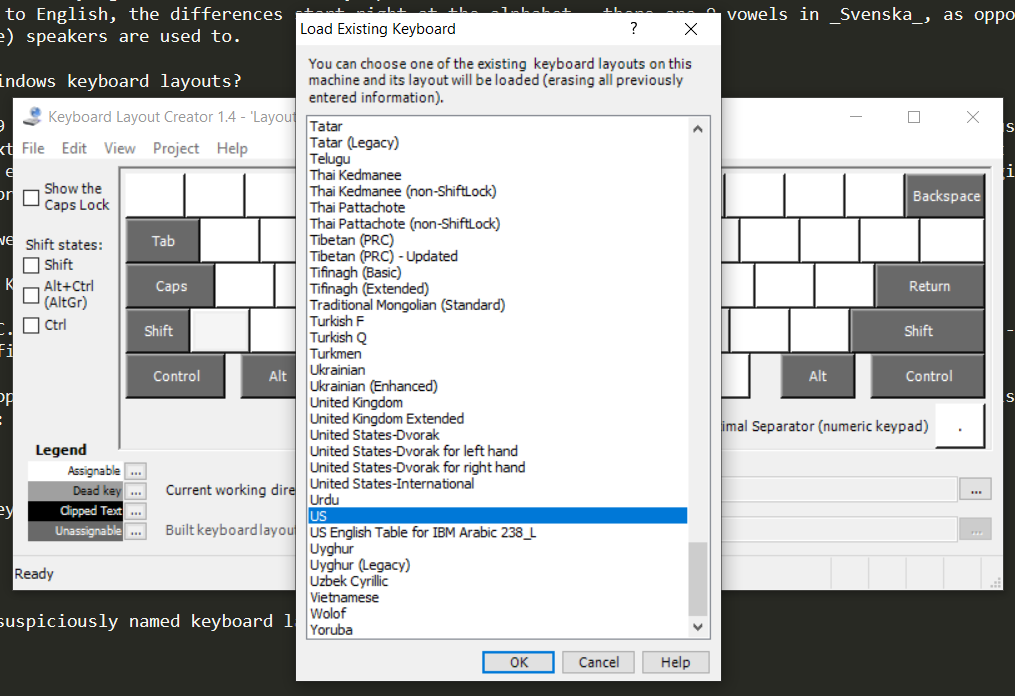 to English, the differences start right at the alphabet
9 vowels in _Svenska_, as oppo
e) speakers are used to.
indows keyboard layouts?
Load Existing Keyboard
?
You can choose one of the existing keyboard layouts on this
machine and its layout will be loaded (erasing all previously
entered information).
Tatar
Tatar (Legacy)
Telugu
Thai Kedmanee
Thai Kedmanee (non-ShiftLock)
Thai Pattachote
Thai Pattachote (non-ShiftLock)
Tibetan (PRC)
Tibetan (PRC) - Updated
Tifinagh (Basic)
Tifinagh (Extended)
Traditional Mongolian (Standard)
Turkish F
Turkish Q
Turkmen
Ukrainian
Ukrainian (Enhanced)
United Kingdom
United Kingdom Extended
United States-Dvorak
United States-Dvorak for left hand
United States-Dvorak for right hand
United States-International
Urdu
US
US English Table for IBM Arabic 238_L
Uyghur
Uyghur (Legacy)
Uzbek Cyrillic
Vietnamese
Wolof
Yoruba
OK Cancel Help
Keyboard Layout Creator 1.4 - 'Layou
File Edit View Project Help
Show the
Caps Lock
Shift states:
Shift
Alt+Ctrl
(AltGr)
Ctrl
Backspace
Tab
Caps Return
Shift Shift
Control Alt Alt Control
imal Separator (numeric keypad) .
Legend
Assignable ...
Dead key ...
Clipped Text ...
Unassignable ...
Current working dire ...
Built keyboard layou ...
Ready
suspiciously named keyboard l